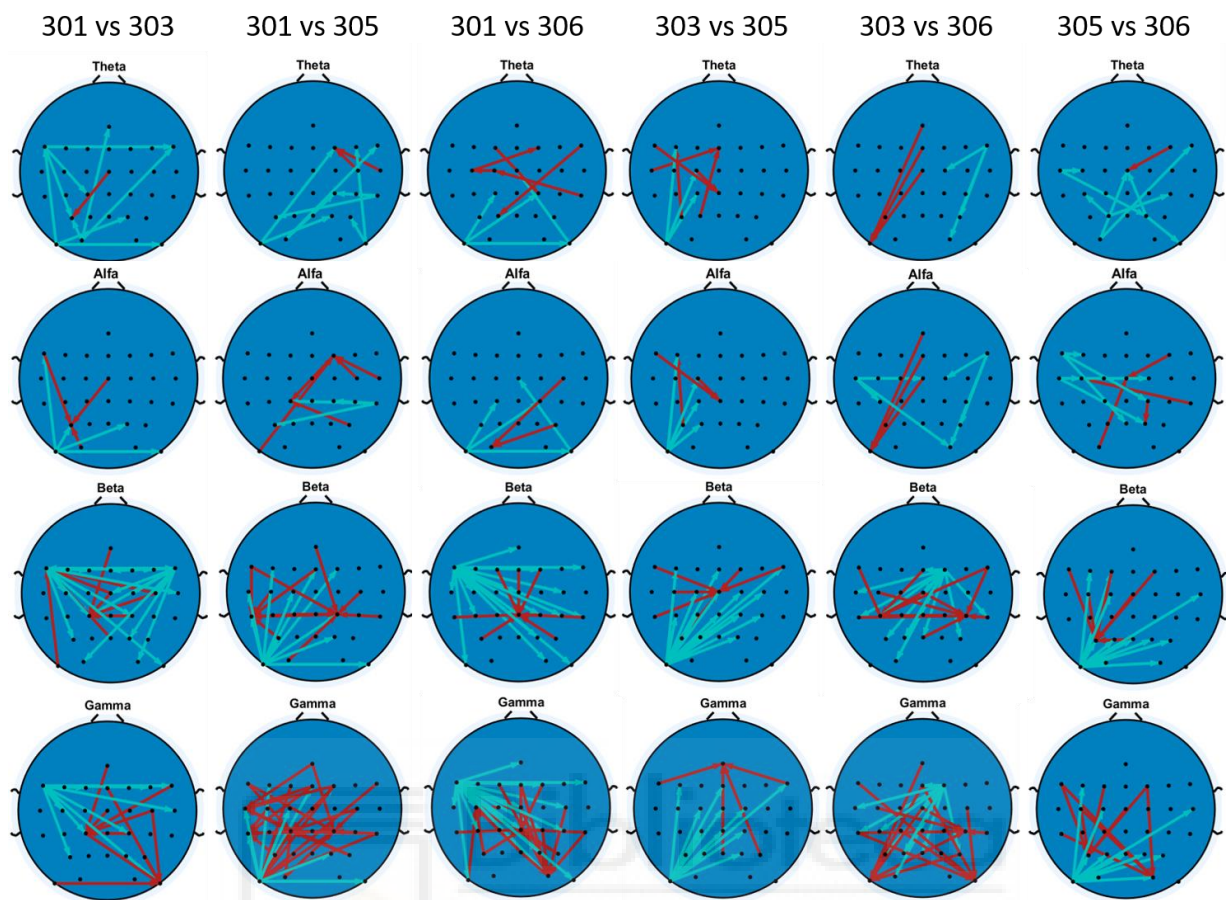 301 vs 303 301 vs 305 301 vs 306 303 vs 305 303 vs 306 305 vs 306
Theta Theta Theta Theta Theta Theta
Alfa Alfa Alfa Alfa Alfa Alfa
Beta Beta Beta Beta Beta Beta
Gamma Gamma Gamma Gamma Gamma Gamma